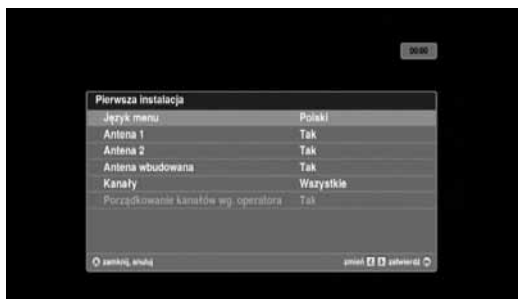 00:00
Pierwsza instalacja
Język menu Polski
Antena 1 Tak
Antena 2 Tak
Antena wbudowana Tak
Kanały Wszystkie
Porządkowanie kanałów wg. operatora Tak
zamknij, anuluj zmień zatwierdź